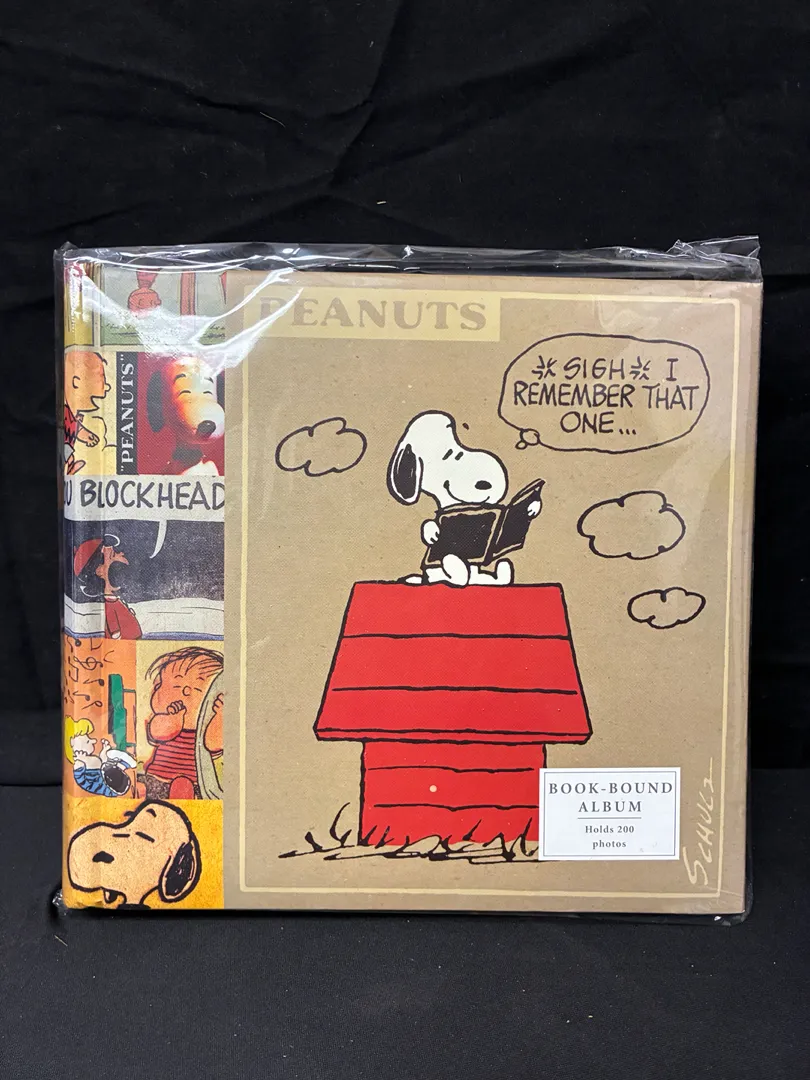 PEANUTS
*SIGH* I
REMEMBER THAT
ONE...
"PEANUTS"
U BLOCKHEAD
BOOK-BOUND
ALBUM
Holds 200
photos
SCHULZ